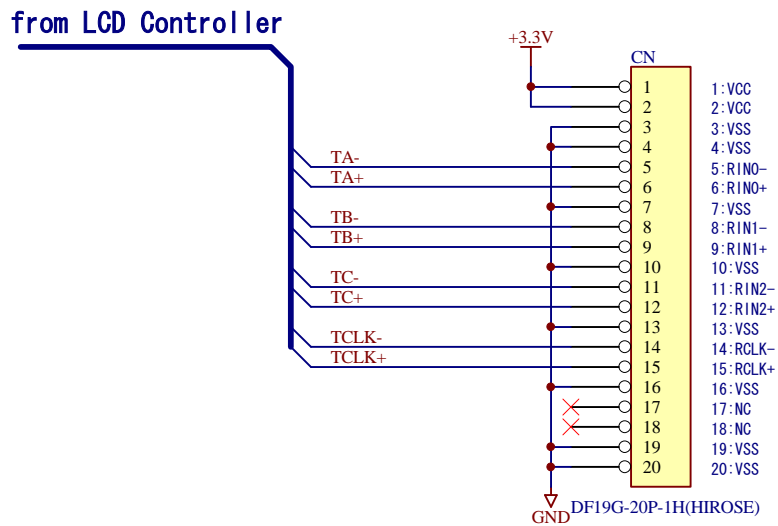 from LCD Controller
+3.3V
CN
1 1:VCC
2 2:VCC
3 3:VSS
4 4:VSS
TA- 5 5:RIN0-
TA+ 6 6:RIN0+
7 7:VSS
TB- 8 8:RIN1-
TB+ 9 9:RIN1+
10 10:VSS
TC- 11 11:RIN2-
TC+ 12 12:RIN2+
13 13:VSS
TCLK- 14 14:RCLK-
TCLK+ 15 15:RCLK+
16 16:VSS
17 17:NC
18 18:NC
19 19:VSS
20 20:VSS
GND DF19G-20P-1H(HIROSE)